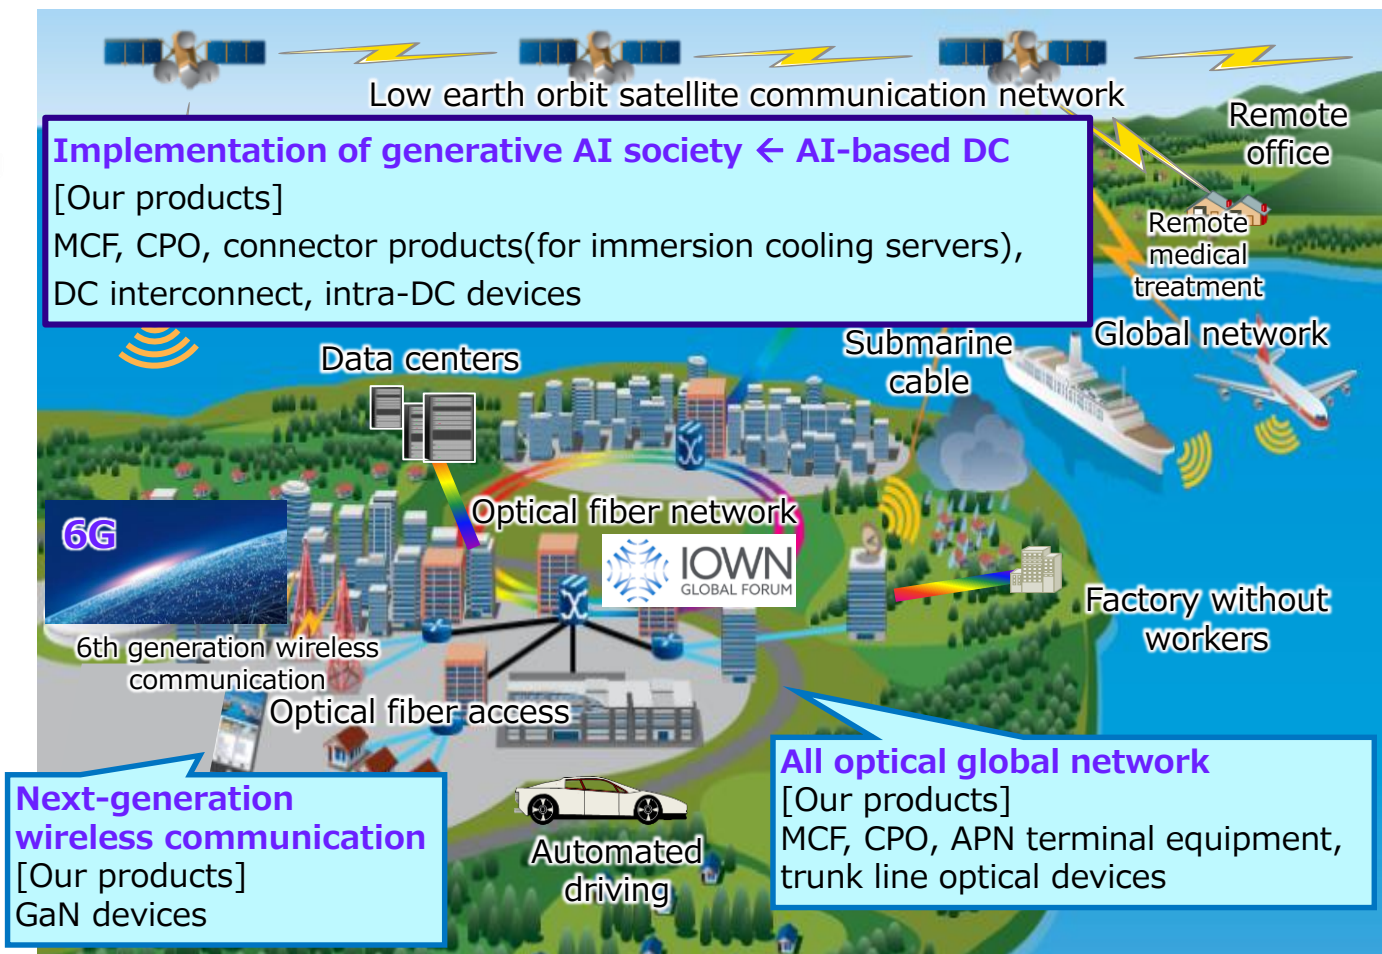 Low earth orbit satellite communication network
Remote
office
Implementation of generative AI society ← AI-based DC
[Our products]
MCF, CPO, connector products(for immersion cooling servers),
DC interconnect, intra-DC devices
Remote
medical
treatment
Global network
Submarine
cable
Data centers
Optical fiber network
6G
IOWN
GLOBAL FORUM
Factory without
workers
6th generation wireless
communication
Optical fiber access
All optical global network
[Our products]
MCF, CPO, APN terminal equipment,
trunk line optical devices
Next-generation
wireless communication
[Our products]
GaN devices
Automated
driving